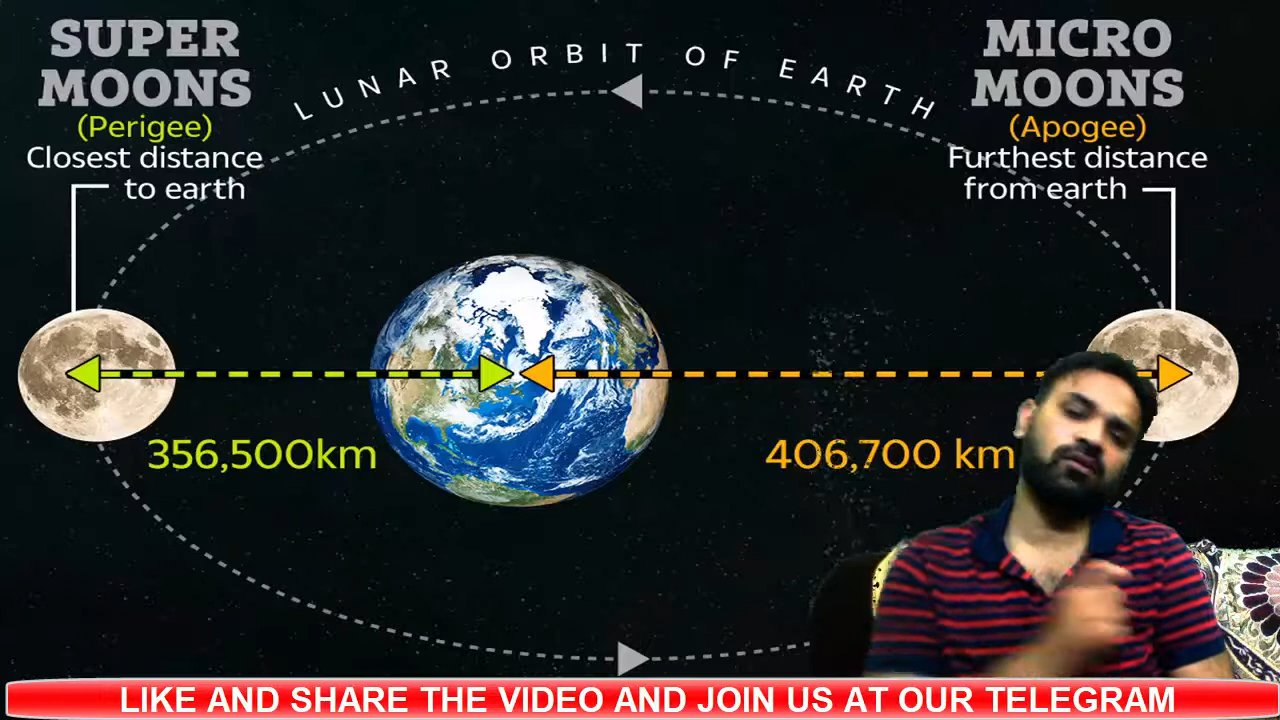 SUPER
MOONS
(Perigee)
Closest distance
to earth
LUNAR ORBIT OF EARTH
MICRO
MOONS
(Apogee)
Furthest distance
from earth
356,500km
406,700 km
LIKE AND SHARE THE VIDEO AND JOIN US AT OUR TELEGRAM